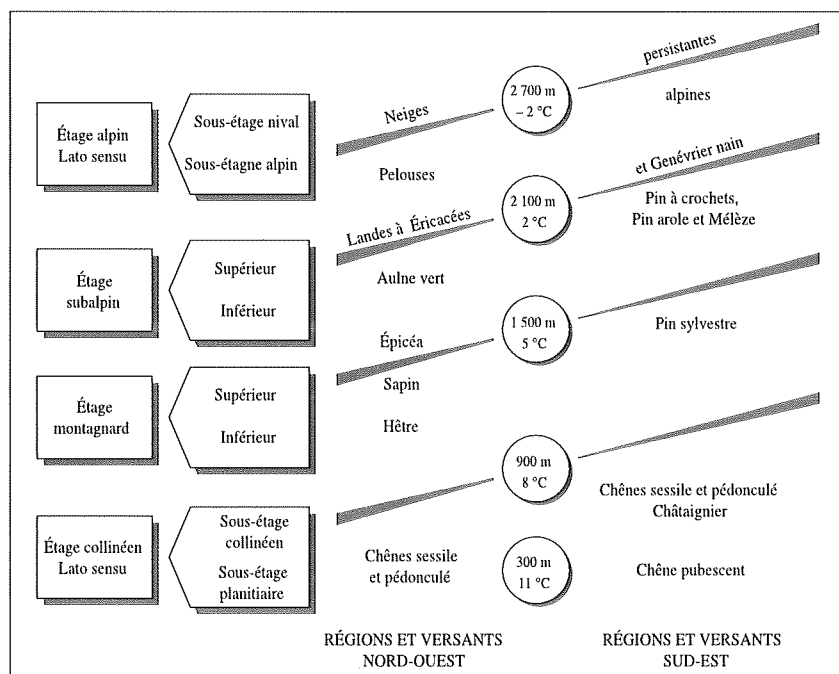 persistantes
2 700 m
– 2 °C
Neiges
alpines
Étage alpin
Lato sensu
Sous-étage nival
Sous-étagne alpin
Pelouses
et Genévrier nain
2 100 m
2 °C
Pin à crochets,
Pin arole et Mélèze
Landes à Éricacées
Étage
subalpin
Supérieur
Inférieur
Aulne vert
1 500 m
5 °C
Pin sylvestre
Épicéa
Sapin
Hêtre
Étage
montagnard
Supérieur
Inférieur
900 m
8 °C
Chênes sessile et pédonculé
Châtaignier
Étage collinéen
Lato sensu
Sous-étage
collinéen
Sous-étage
planitiaire
Chênes sessile
et pédonculé
300 m
11 °C
Chêne pubescent
RÉGIONS ET VERSANTS
NORD-OUEST
RÉGIONS ET VERSANTS
SUD-EST